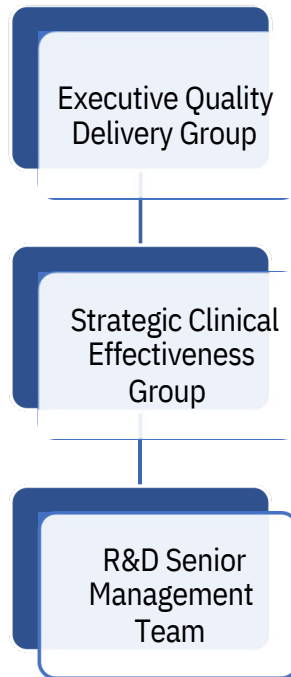 Executive Quality
Delivery Group
Strategic Clinical
Effectiveness
Group
R&D Senior
Management
Team